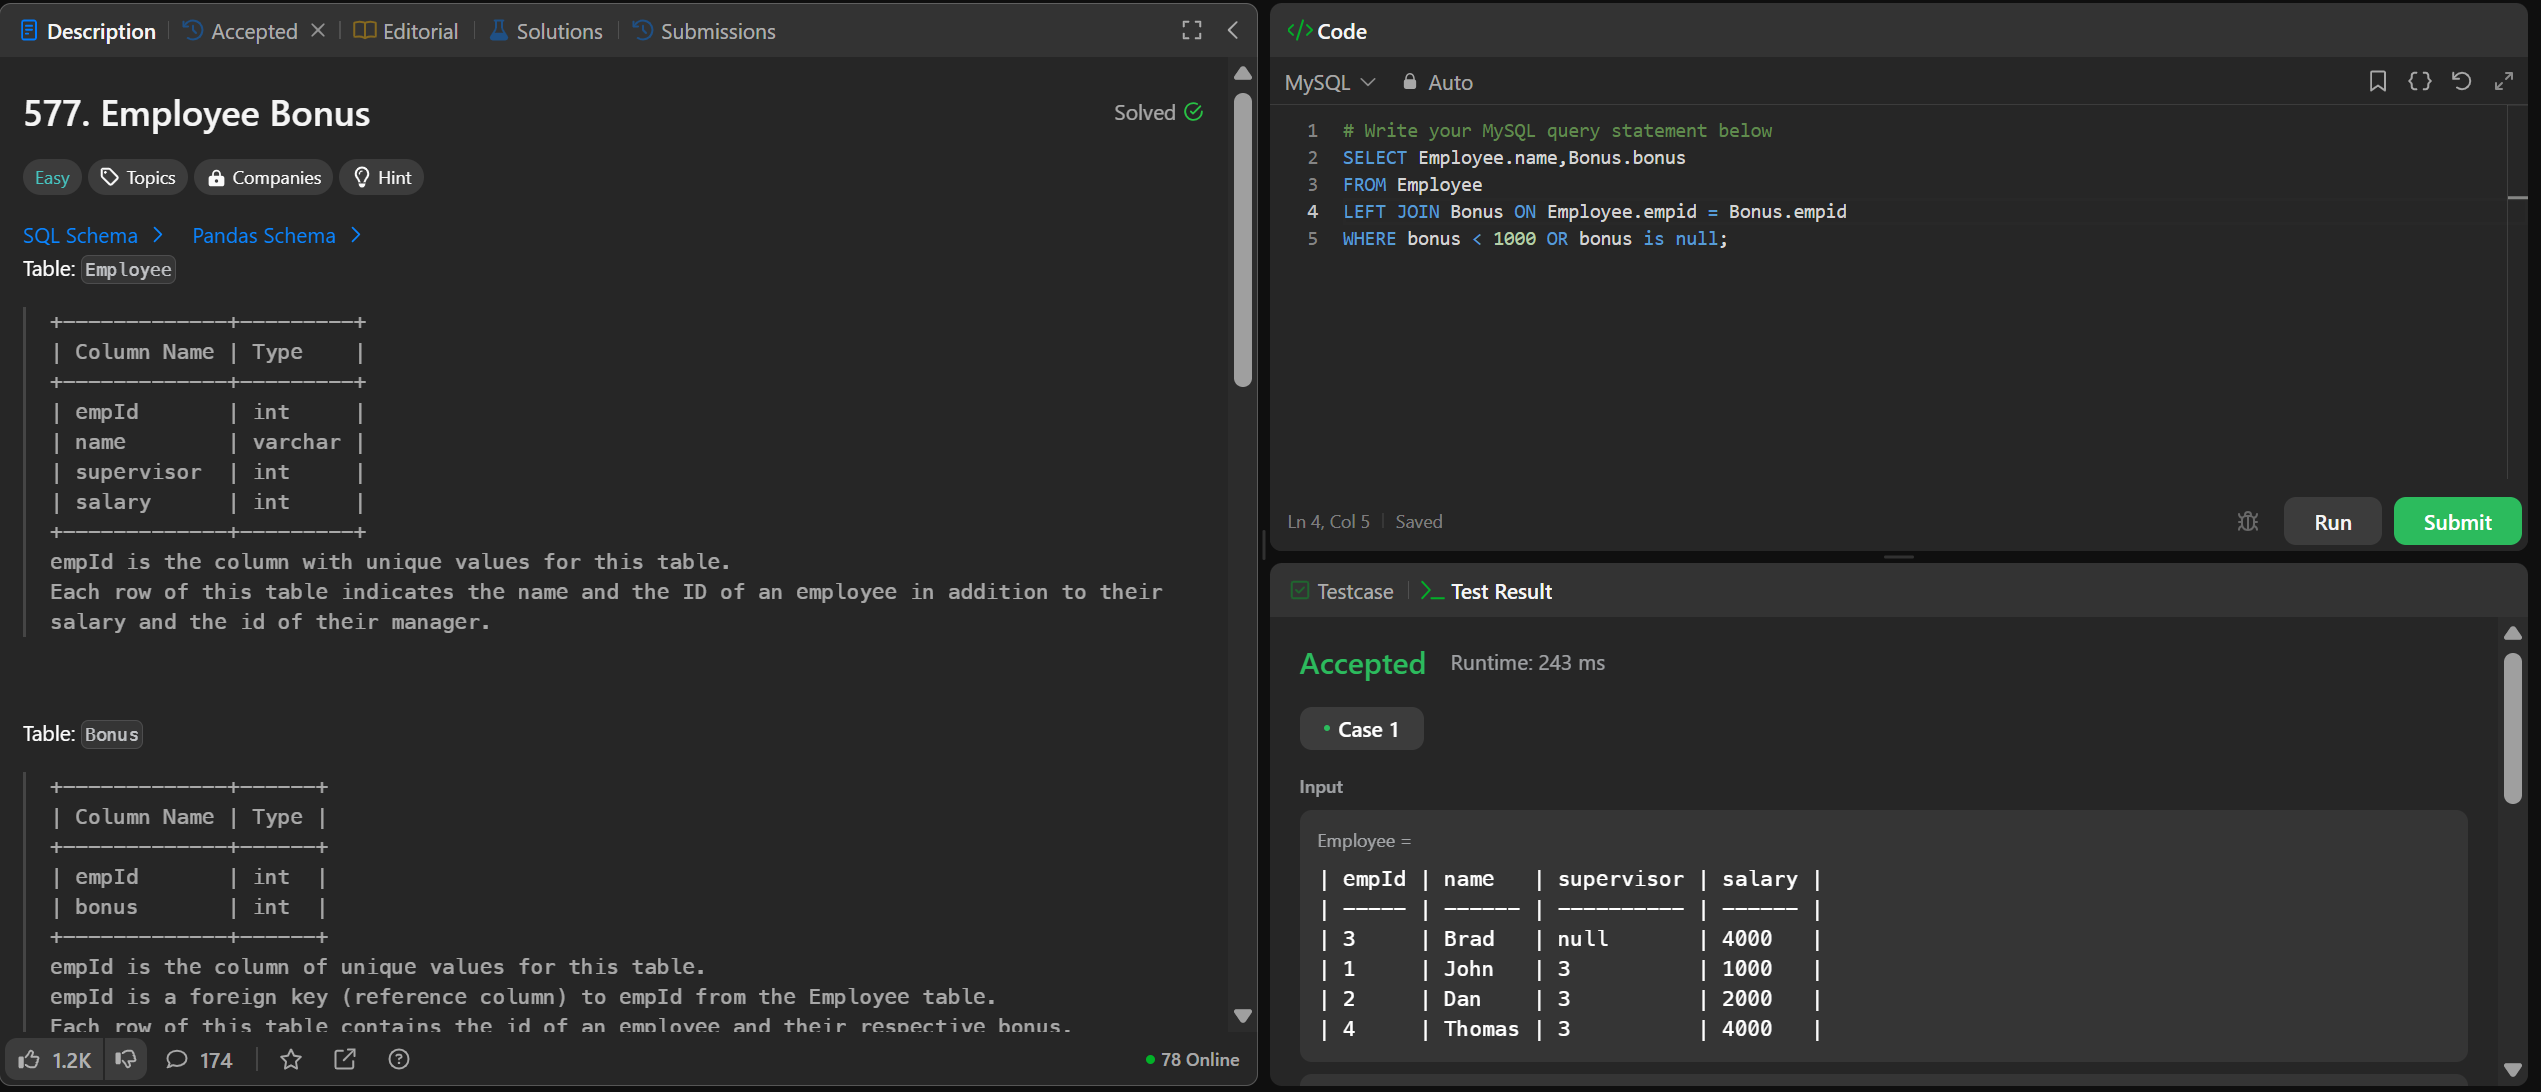 Description
Accepted
Editorial
Solutions
Submissions
577. Employee Bonus
Solved
Easy
Topics
Companies
Hint
SQL Schema
Pandas Schema
Table: Employee
+-------------+---------+
| Column Name | Type    |
+-------------+---------+
| empId       | int     |
| name        | varchar |
| supervisor  | int     |
| salary      | int     |
+-------------+---------+
empId is the column with unique values for this table.
Each row of this table indicates the name and the ID of an employee in addition to their
salary and the id of their manager.
Table: Bonus
+-------------+------+
| Column Name | Type |
+-------------+------+
| empId       | int  |
| bonus       | int  |
+-------------+------+
empId is the column of unique values for this table.
empId is a foreign key (reference column) to empId from the Employee table.
Each row of this table contains the id of an employee and their respective bonus.
1.2K
174
78 Online
</> Code
MySQL
Auto
1 # Write your MySQL query statement below
2 SELECT Employee.name,Bonus.bonus
3 FROM Employee
4 LEFT JOIN Bonus ON Employee.empid = Bonus.empid
5 WHERE bonus < 1000 OR bonus is null;
Ln 4, Col 5
Saved
Run
Submit
Testcase
Test Result
Accepted
Runtime: 243 ms
Case 1
Input
Employee =
| empId | name   | supervisor | salary |
| ----- | ------ | ---------- | ------ |
| 3     | Brad   | null       | 4000   |
| 1     | John   | 3          | 1000   |
| 2     | Dan    | 3          | 2000   |
| 4     | Thomas | 3          | 4000   |